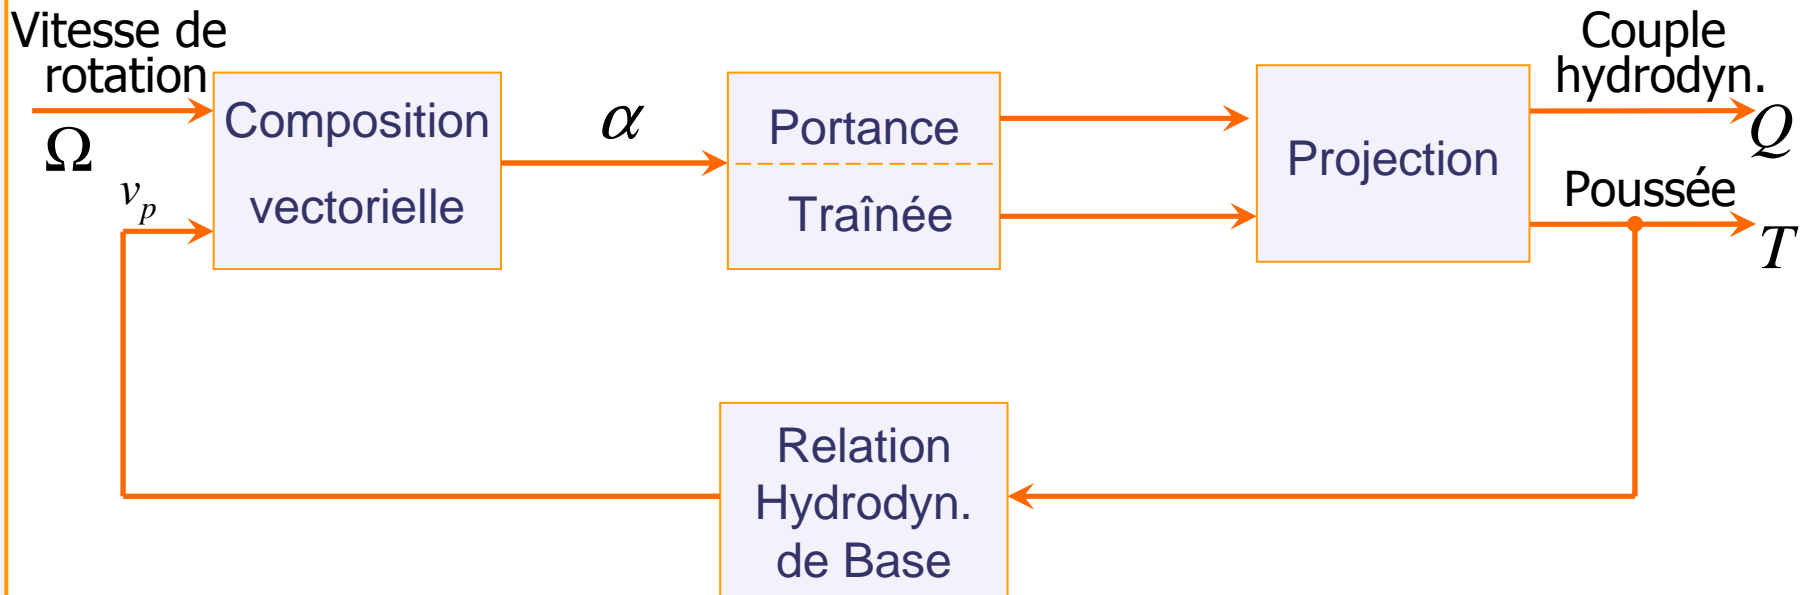 Vitesse de
rotation
Ω
v_p
Composition
vectorielle
α
Portance
Traînée
Projection
Couple
hydrodyn.
Q
Poussée
T
Relation
Hydrodyn.
de Base